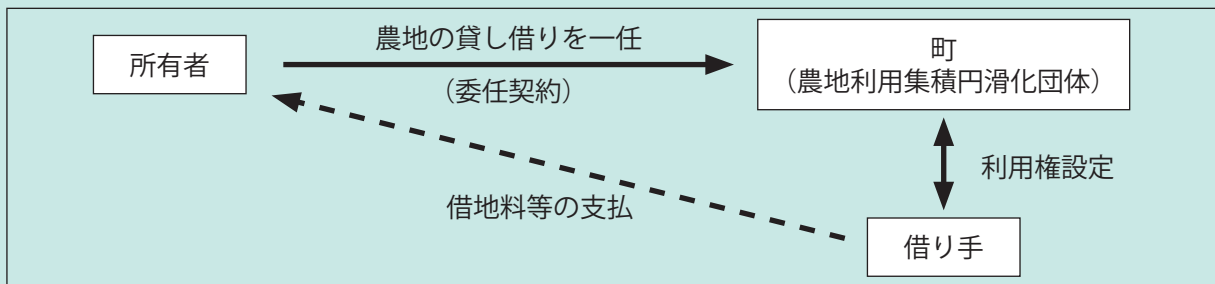 農地の貸し借りを一任
所有者
(委任契約)
町
(農地利用集積円滑化団体)
利用権設定
借地料等の支払
借り手